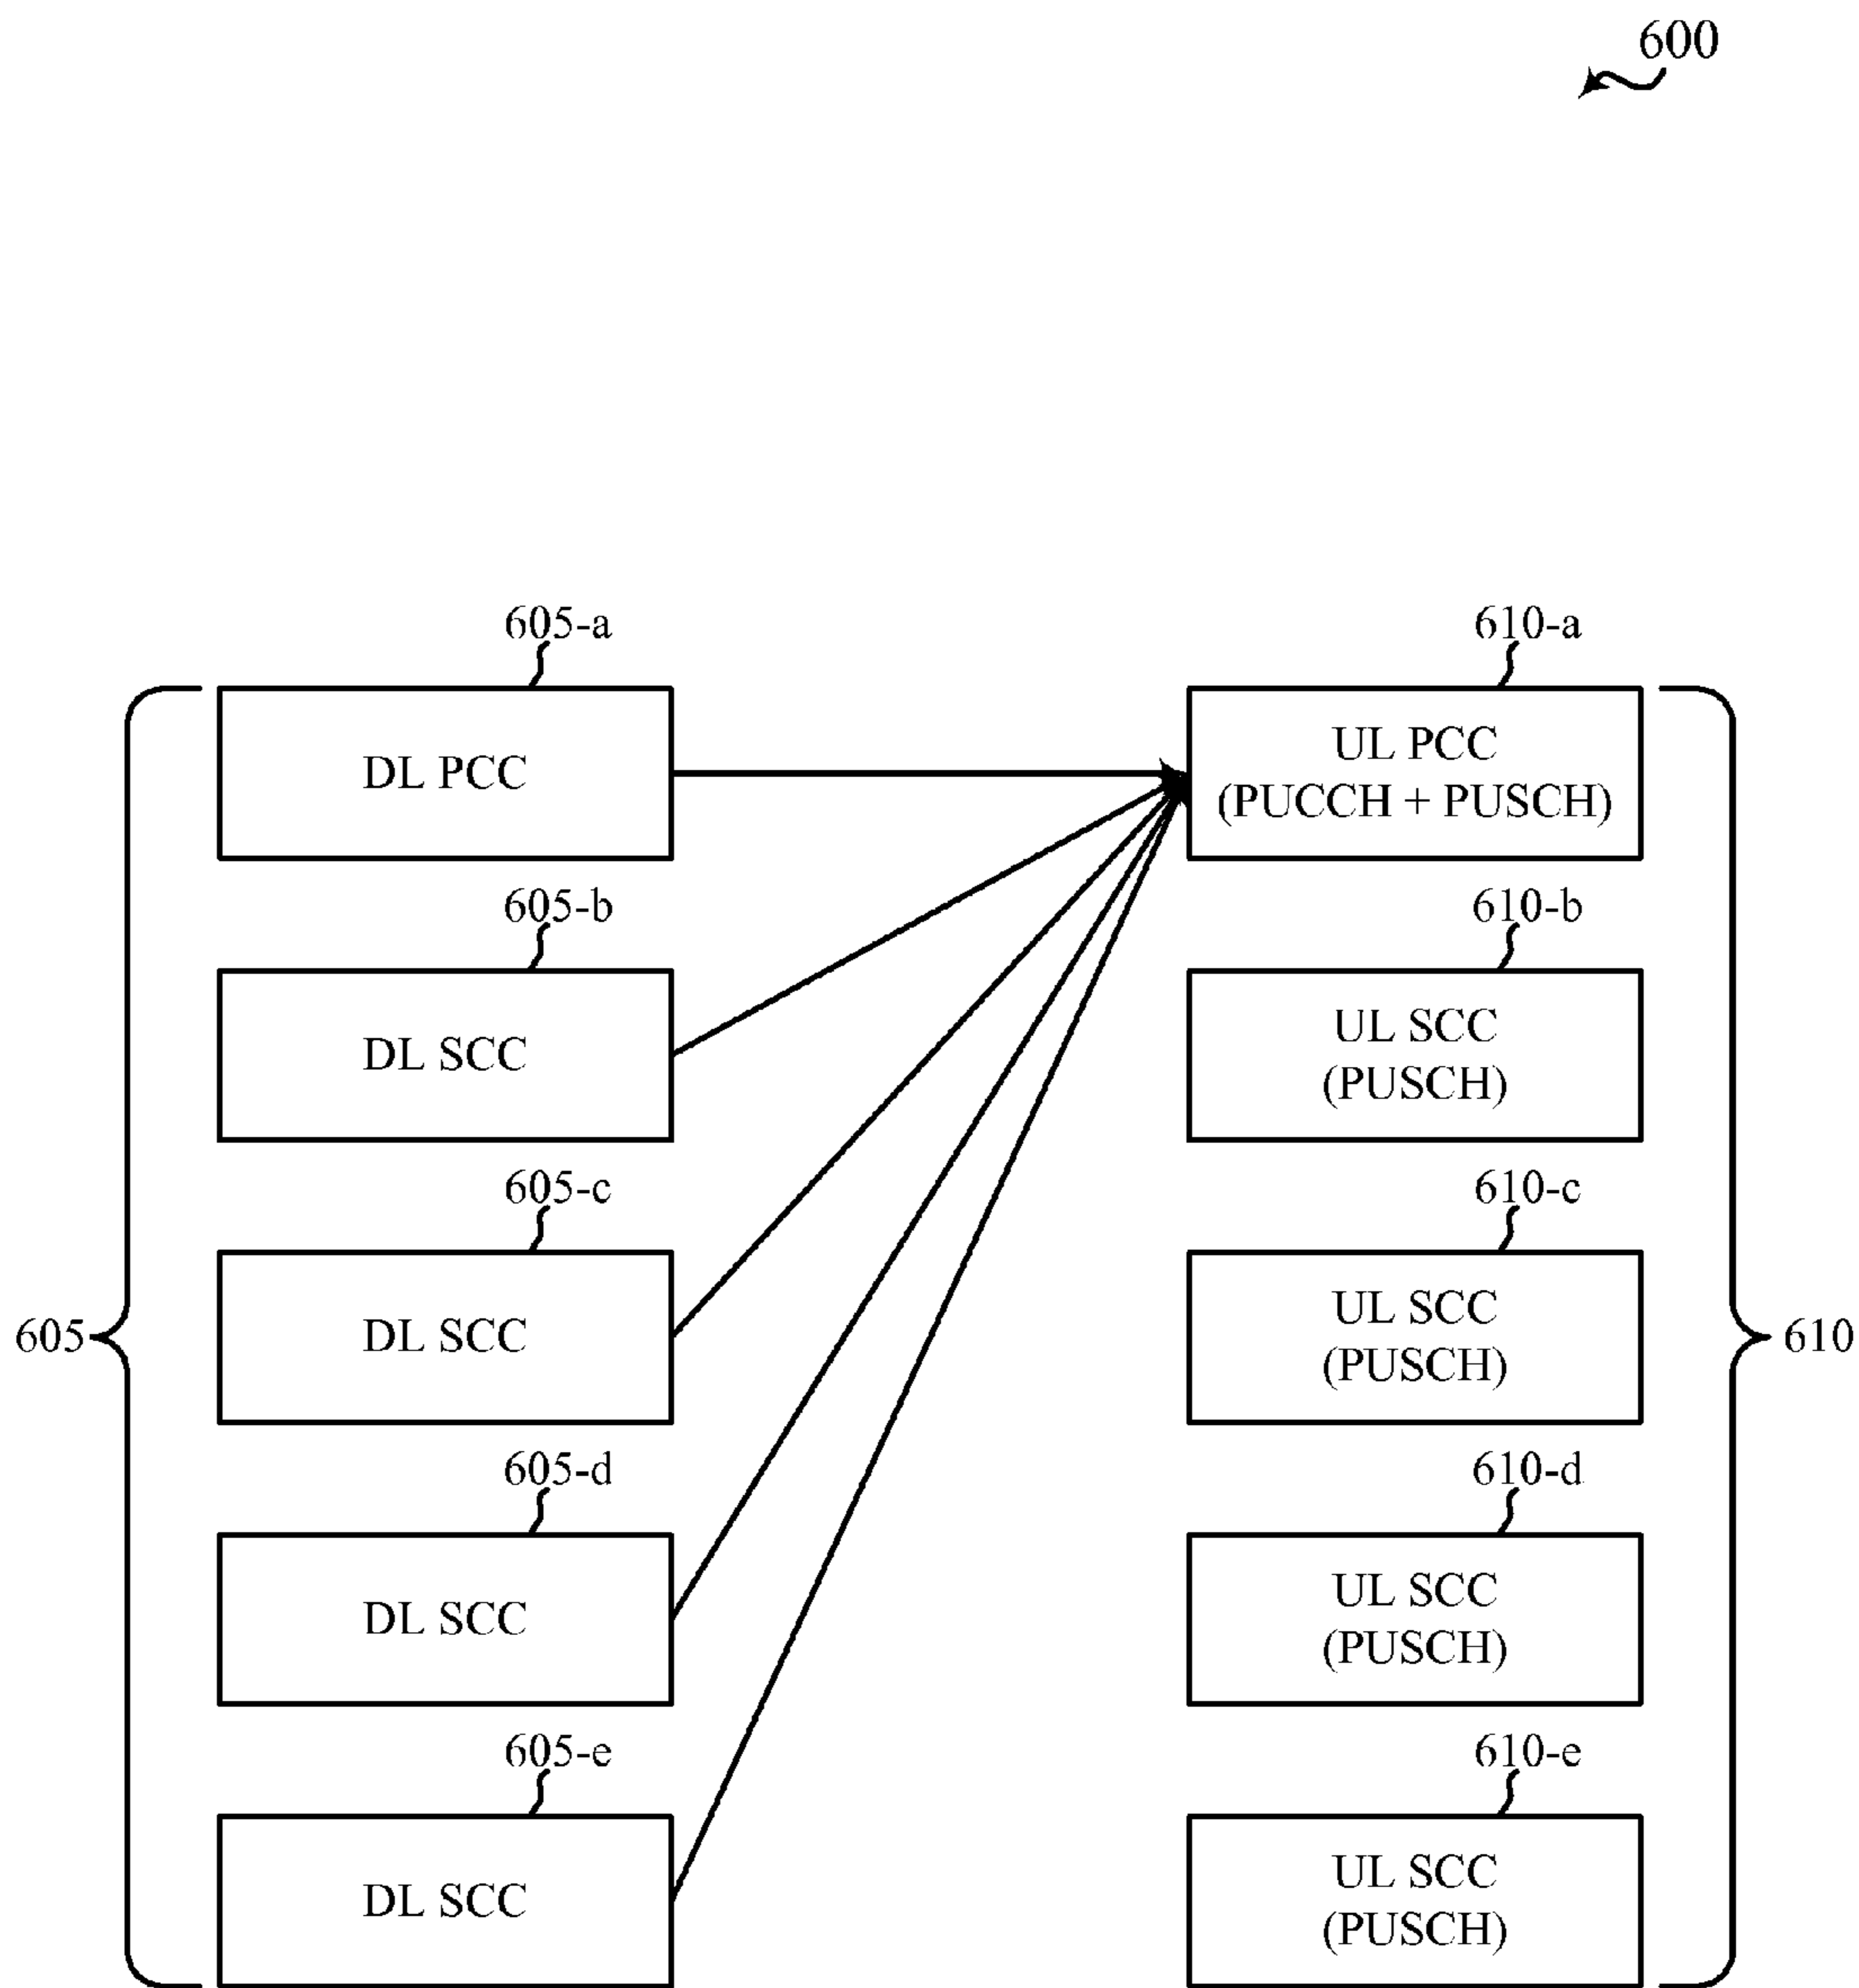 600
605-a
610-a
DL PCC
UL PCC
(PUCCH + PUSCH)
605-b
610-b
DL SCC
UL SCC
(PUSCH)
605-c
610-c
DL SCC
UL SCC
(PUSCH)
605
610
605-d
610-d
DL SCC
UL SCC
(PUSCH)
605-e
610-e
DL SCC
UL SCC
(PUSCH)